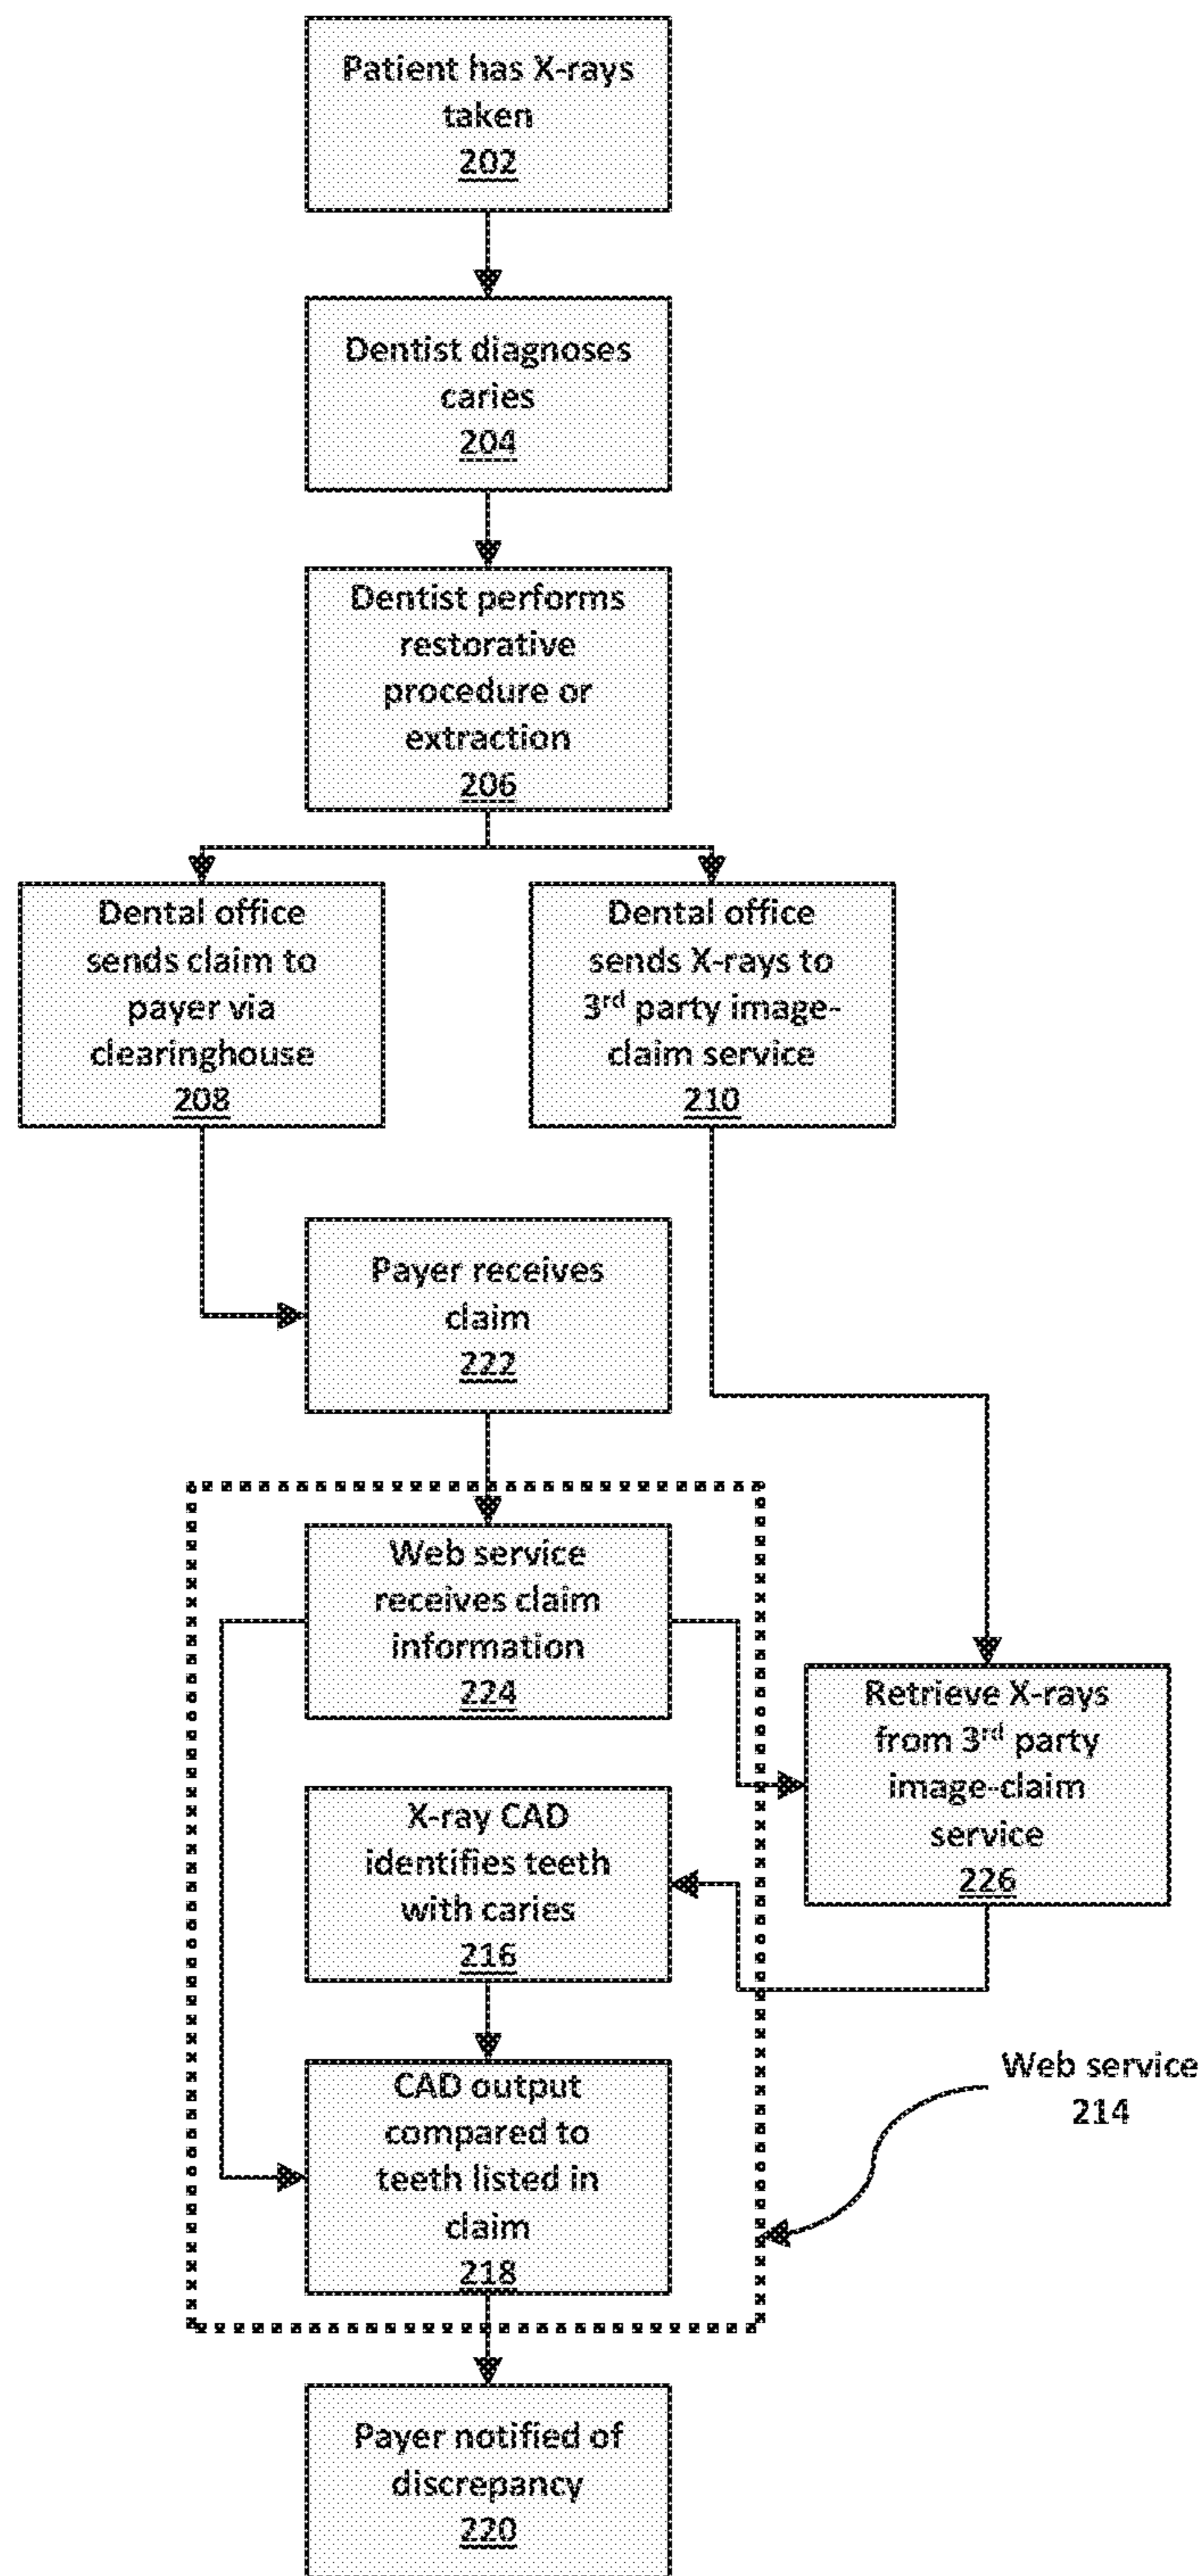 Patient has X-rays
taken
202
Dentist diagnoses
caries
204
Dentist performs
restorative
procedure or
extraction
206
Dental office
sends claim to
payer via
clearinghouse
208
Dental office
sends X-rays to
3rd party image-
claim service
210
Payer receives
claim
222
Web service
receives claim
information
224
Retrieve X-rays
from 3rd party
image-claim
service
226
X-ray CAD
identifies teeth
with caries
216
CAD output
compared to
teeth listed in
claim
218
Web service
214
Payer notified of
discrepancy
220